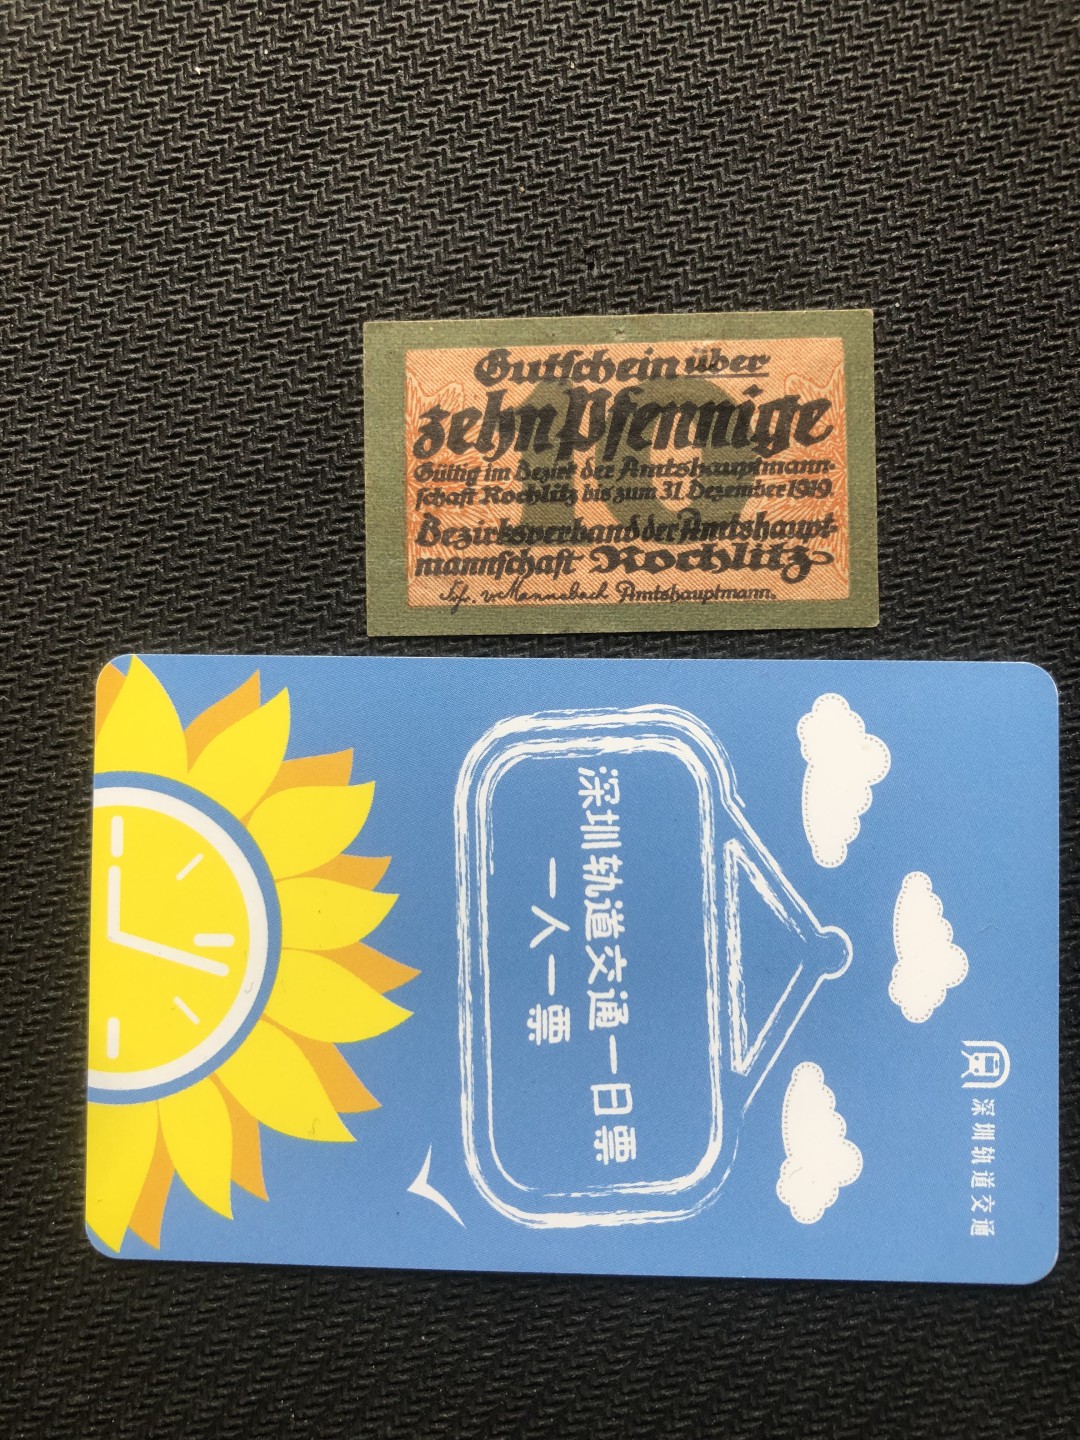 Gutschein über
zehn Pfennige
Gültig im Bezirk der Amtshauptmann-
schaft Rochlitz bis zum 31. Dezember 1919.
Bezirksverband der Amtshaupt-
mannschaft Rochlitz
Amtshauptmann.
深圳轨道交通一日票
一人一票
深圳轨道交通